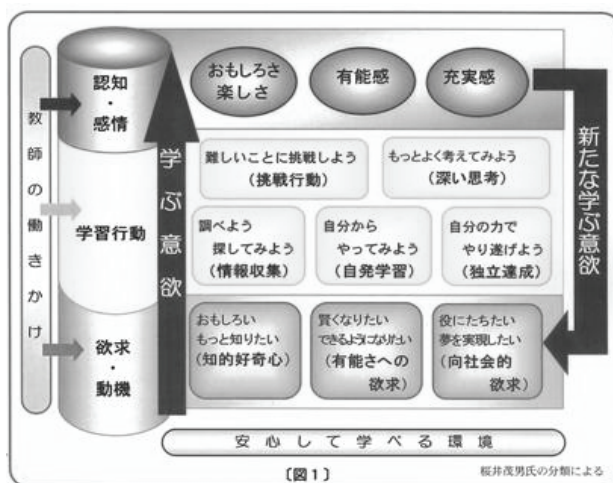 教師の働きかけ
認知
・
感情
学習行動
欲求
・
動機
学ぶ意欲
おもしろさ
楽しさ
有能感
充実感
難しいことに挑戦しよう
(挑戦行動)
もっとよく考えてみよう
(深い思考)
調べよう
探してみよう
(情報収集)
自分から
やってみよう
(自発学習)
自分の力で
やり遂げよう
(独立達成)
おもしろい
もっと知りたい
(知的好奇心)
賢くなりたい
できるようになりたい
(有能さへの
欲求)
役にたちたい
夢を実現したい
(向社会的
欲求)
新たな学ぶ意欲
安心して学べる環境
〔図1〕
桜井茂男氏の分類による